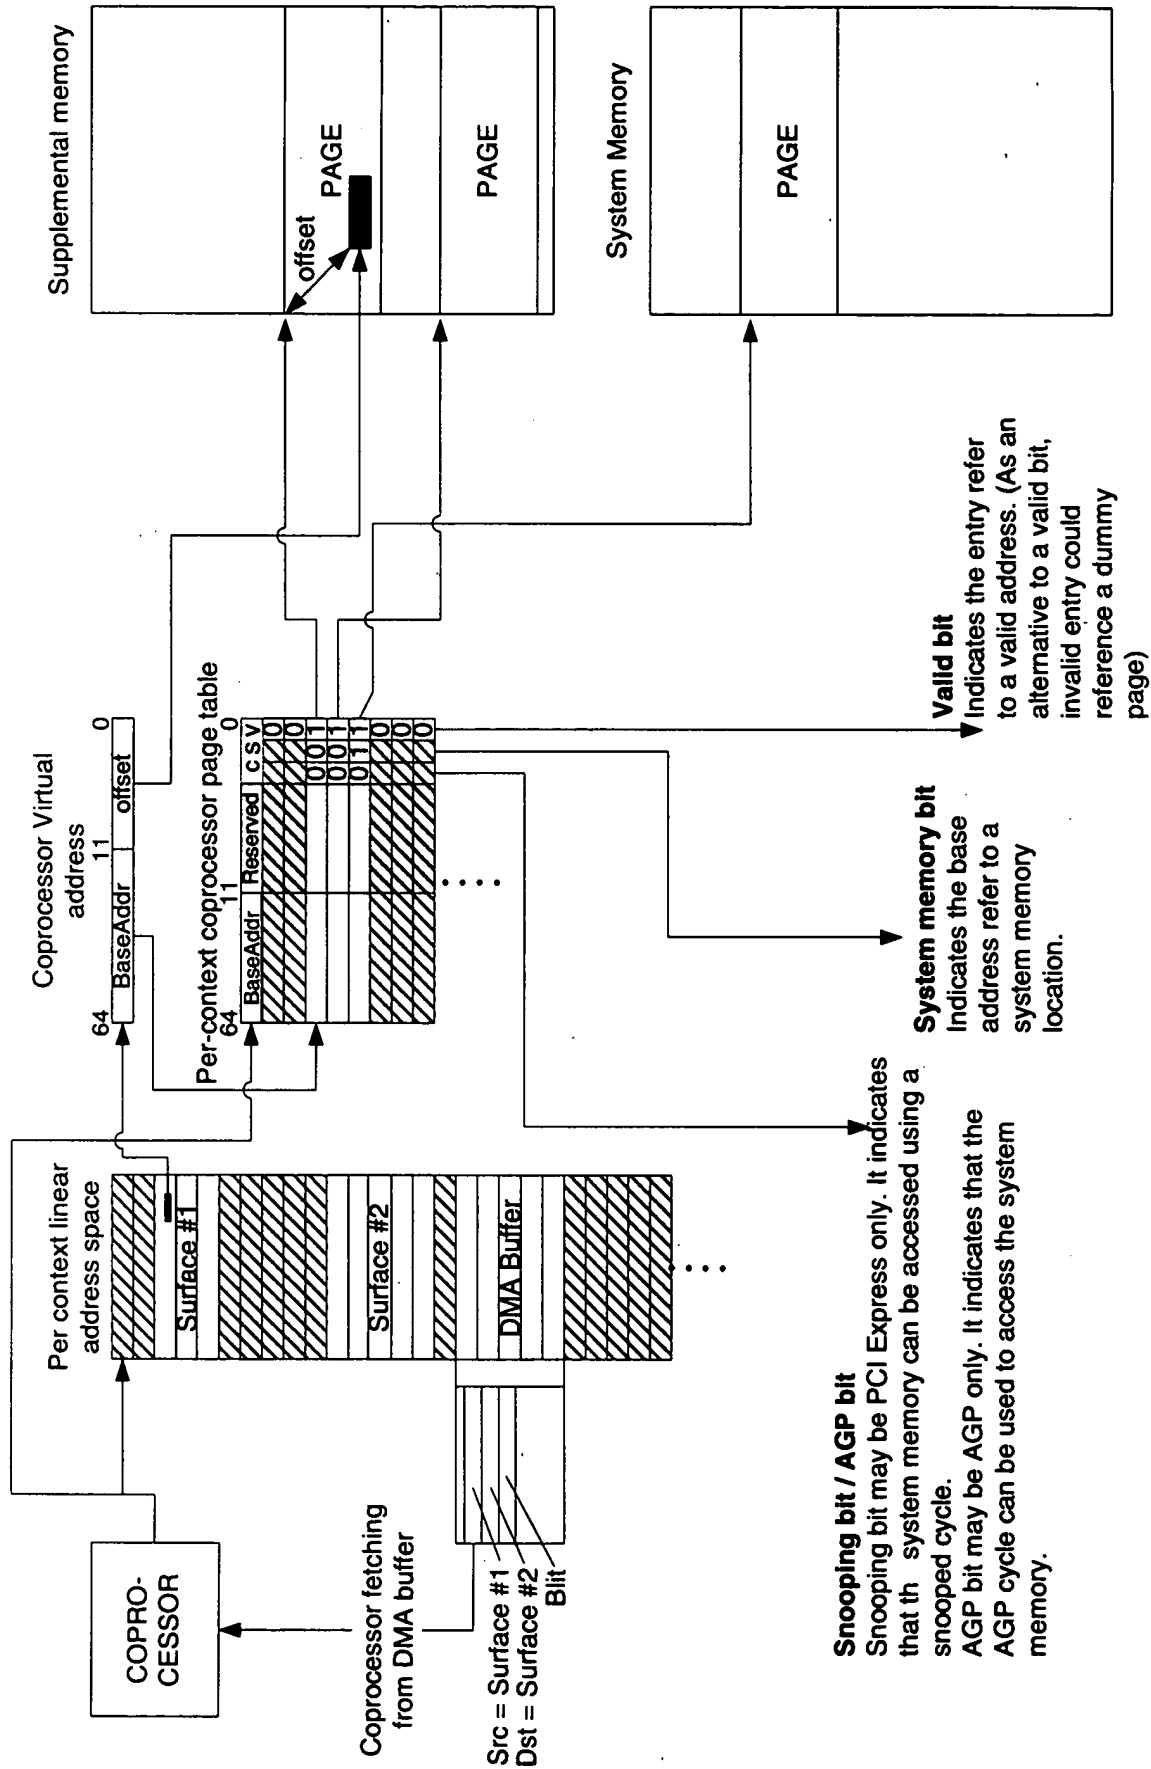 Supplemental memory
PAGE
offset
PAGE
System Memory
PAGE
Coprocessor Virtual
address
64
11
0
BaseAddr
offset
Per-context coprocessor page table
64
11
0
BaseAddr
Reserved
C S V
0
0
0 0 1
0 0 1
0 1 1
0
0
0
Per context linear
address space
Surface #1
Surface #2
DMA Buffer
COPRO-
CESSOR
Coprocessor fetching
from DMA buffer
Src = Surface #1
Dst = Surface #2
Blit
Valid bit
Indicates the entry refer
to a valid address. (As an
alternative to a valid bit,
invalid entry could
reference a dummy
page)
System memory bit
Indicates the base
address refer to a
system memory
location.
Snooping bit / AGP bit
Snooping bit may be PCI Express only. It indicates
that th system memory can be accessed using a
snooped cycle.
AGP bit may be AGP only. It indicates that the
AGP cycle can be used to access the system
memory.